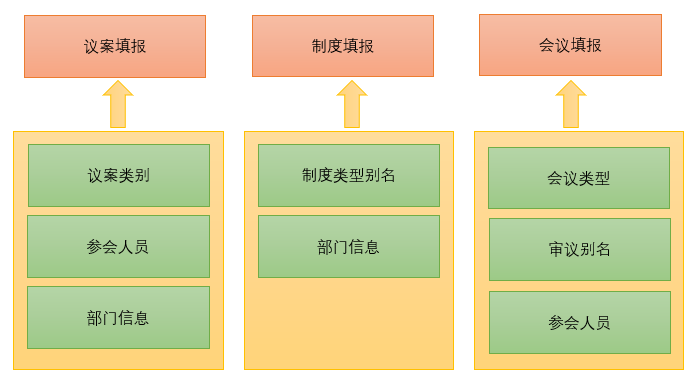 议案填报
制度填报
会议填报
议案类别
参会人员
部门信息
制度类型别名
部门信息
会议类型
审议别名
参会人员